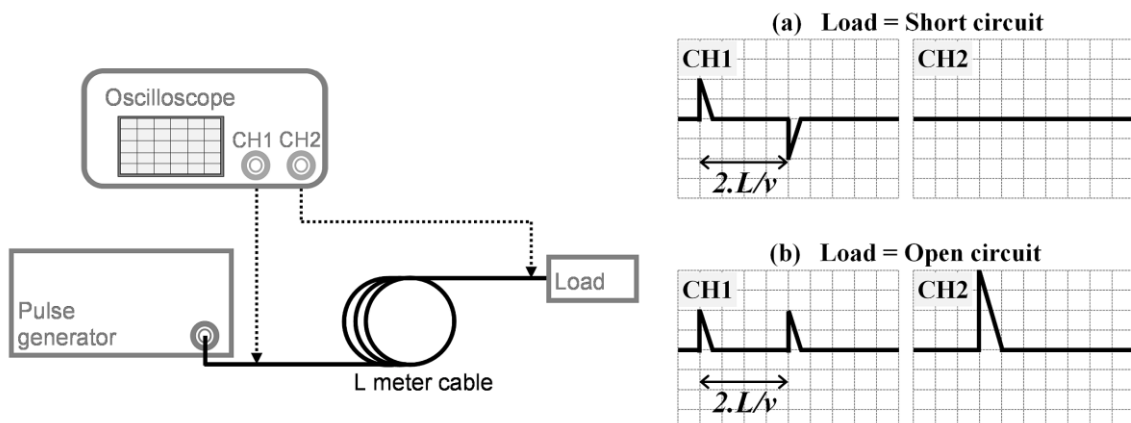 Oscilloscope
CH1 CH2
Pulse
generator
L meter cable
Load
(a) Load = Short circuit
CH1
CH2
2.L/v
(b) Load = Open circuit
CH1
CH2
2.L/v